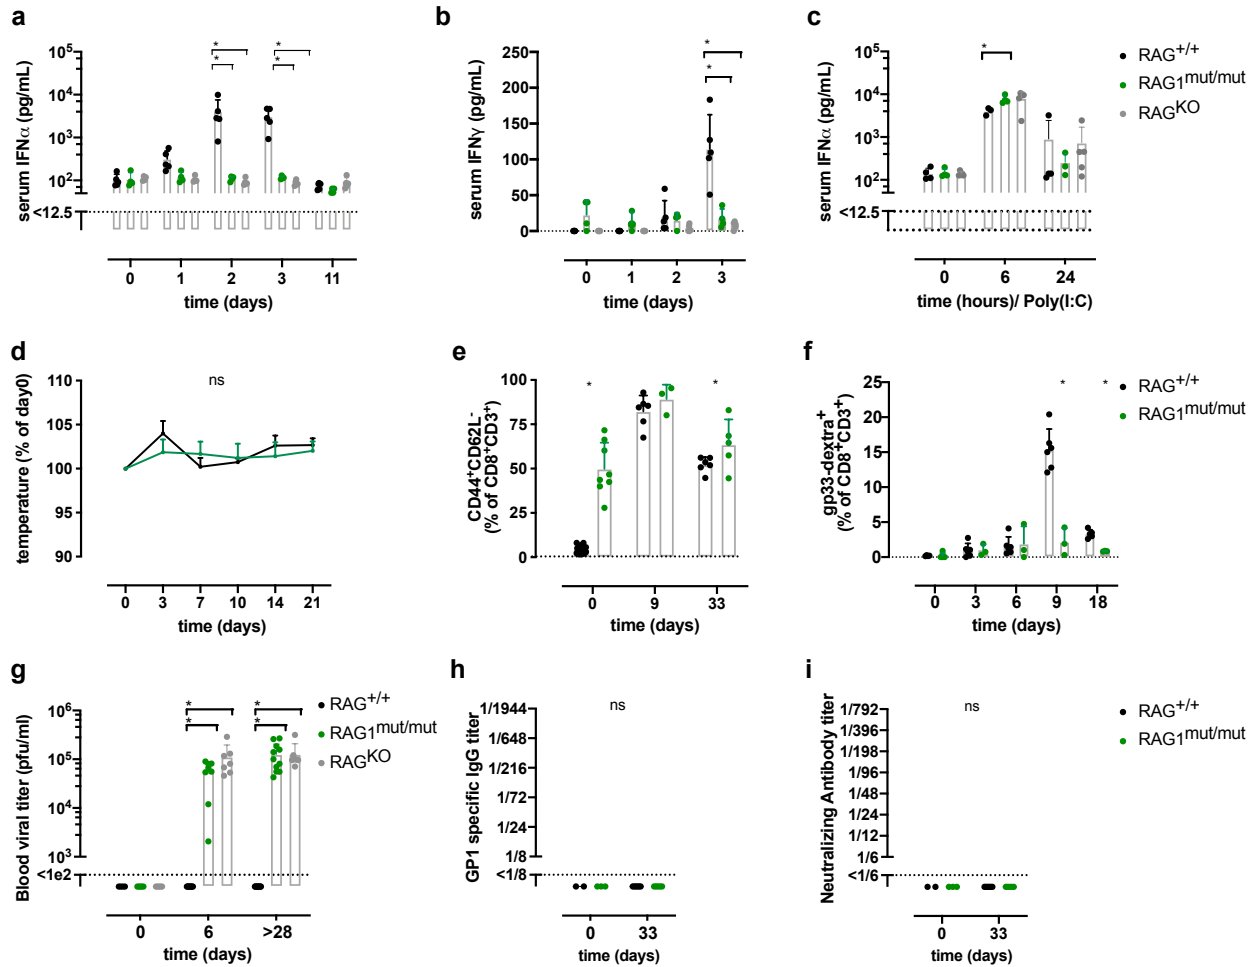 a
serum IFNα (pg/mL)
10⁵
10⁴
10³
10²
<12.5
* *
* *
0 1 2 3 11
time (days)
b
serum IFNγ (pg/mL)
250
200
150
100
50
0
*
*
0 1 2 3
time (days)
c
serum IFNα (pg/mL)
10⁵
10⁴
10³
10²
<12.5
*
0 6 24
time (hours)/ Poly(I:C)
RAG+/+
RAG1mut/mut
RAGKO
d
temperature (% of day0)
110
105
100
95
90
ns
0 3 7 10 14 21
time (days)
e
CD44+CD62L-
(% of CD8+CD3+)
100
75
50
25
0
* *
0 9 33
time (days)
f
gp33-dextra+
(% of CD8+CD3+)
25
20
15
10
5
0
* *
0 3 6 9 18
time (days)
RAG+/+
RAG1mut/mut
g
Blood viral titer (pfu/ml)
10⁶
10⁵
10⁴
10³
<1e2
* *
* *
0 6 >28
time (days)
RAG+/+
RAG1mut/mut
RAGKO
h
GP1 specific IgG titer
1/1944
1/648
1/216
1/72
1/24
1/8
<1/8
ns
0 33
time (days)
i
Neutralizing Antibody titer
1/792
1/396
1/198
1/96
1/48
1/24
1/12
1/6
<1/6
ns
0 33
time (days)
RAG+/+
RAG1mut/mut